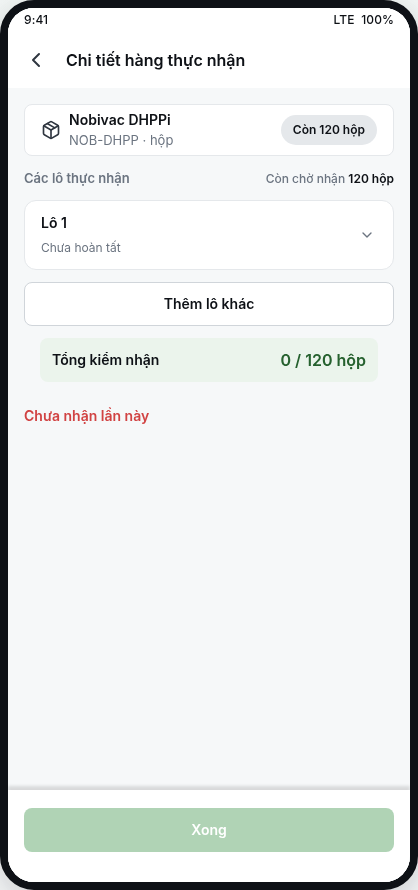 9:41 LTE 100%
Chi tiết hàng thực nhận
Nobivac DHPPi
NOB-DHPP · hộp
Còn 120 hộp
Các lô thực nhận Còn chờ nhận 120 hộp
Lô 1
Chưa hoàn tất
Thêm lô khác
Tổng kiểm nhận 0 / 120 hộp
Chưa nhận lần này
Xong